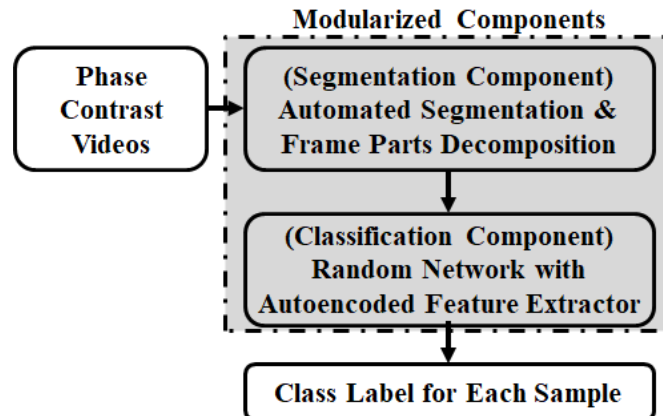 Modularized Components
Phase
Contrast
Videos
(Segmentation Component)
Automated Segmentation &
Frame Parts Decomposition
(Classification Component)
Random Network with
Autoencoded Feature Extractor
Class Label for Each Sample